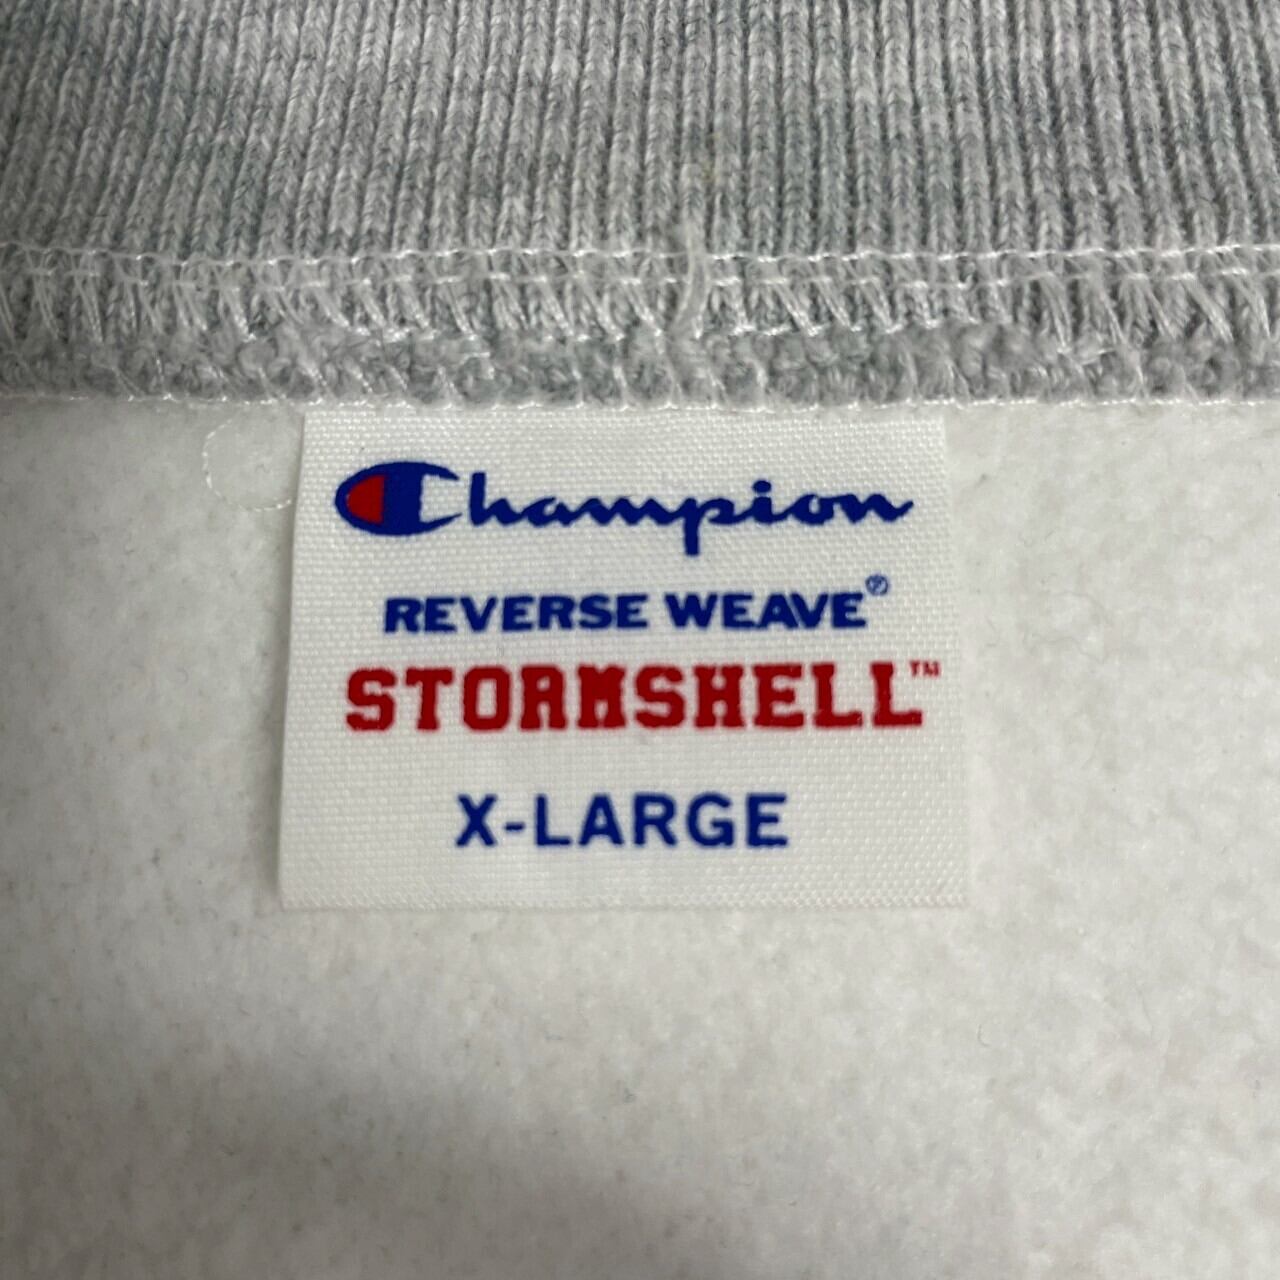 Champion
REVERSE WEAVE®
STORMSHELL™
X-LARGE